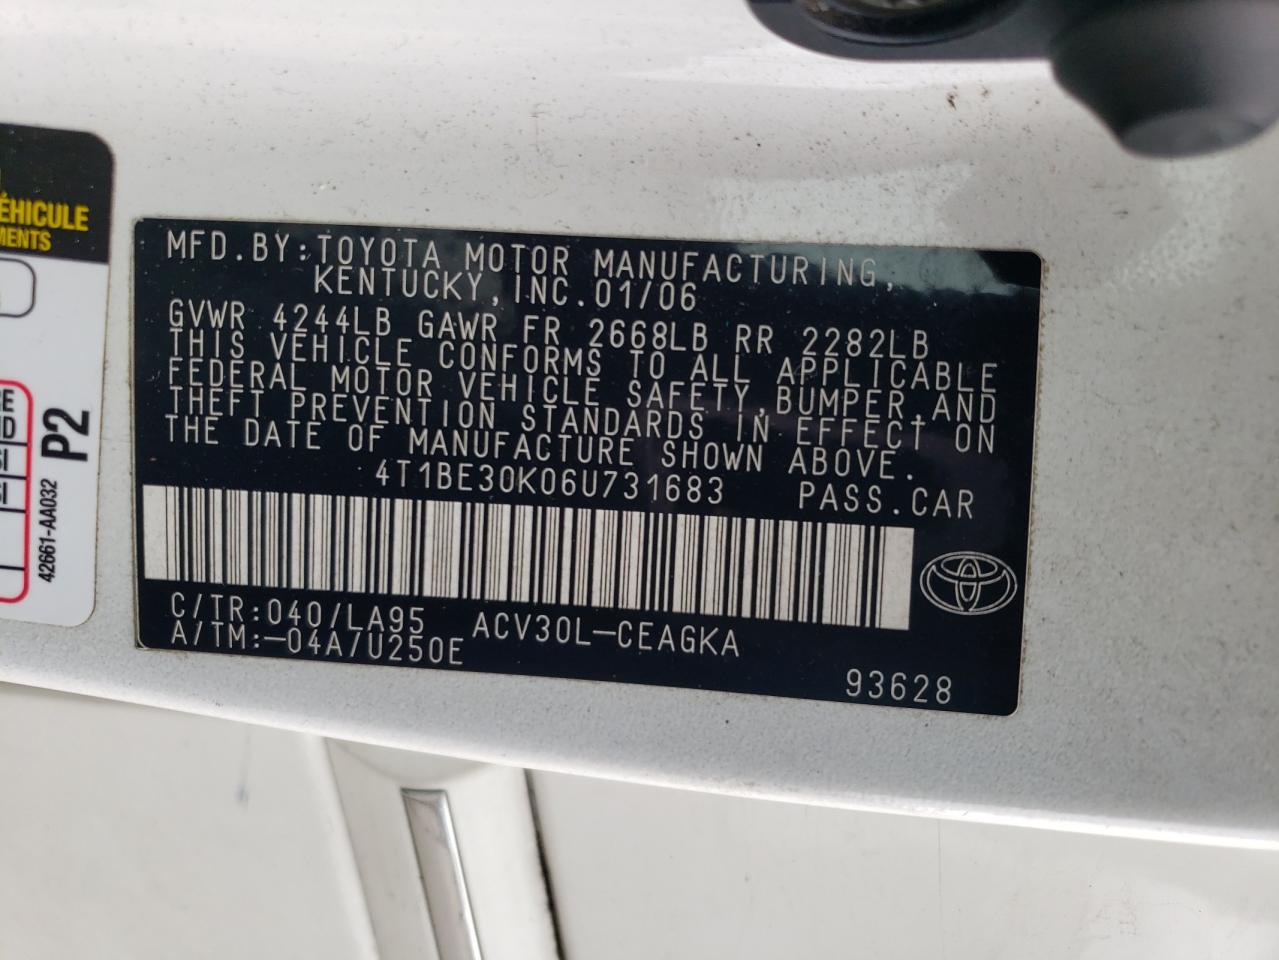 ÉHICULE
MENTS
RE
D
SI
SI
P2
42661-AA032
MFD.BY:TOYOTA MOTOR MANUFACTURING,
KENTUCKY,INC.01/06
GVWR 4244LB GAWR FR 2668LB RR 2282LB
THIS VEHICLE CONFORMS TO ALL APPLICABLE
FEDERAL MOTOR VEHICLE SAFETY,BUMPER,AND
THEFT PREVENTION STANDARDS IN EFFECT ON
THE DATE OF MANUFACTURE SHOWN ABOVE.
4T1BE30K06U731683 PASS.CAR
C/TR:040/LA95 ACV30L-CEAGKA
A/TM:-04A/U250E
93628